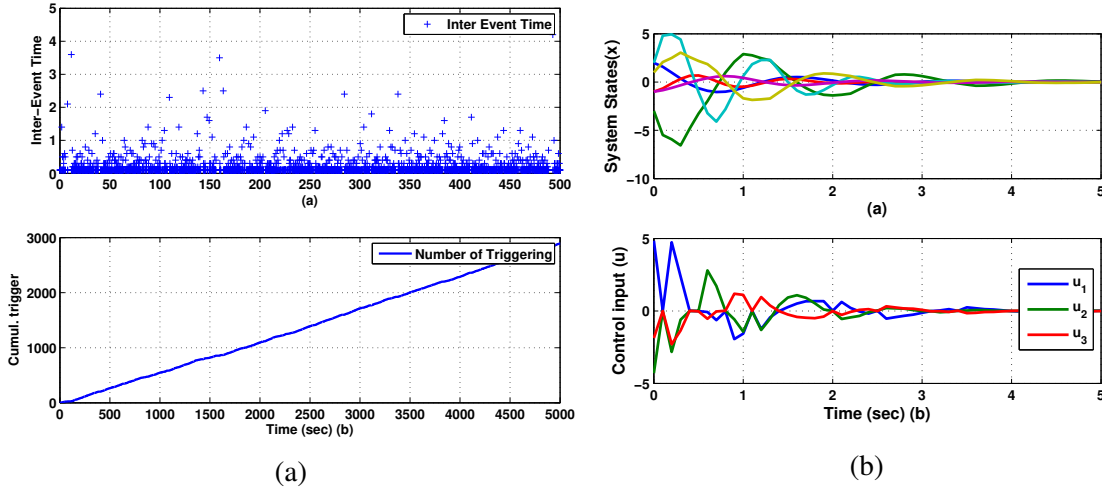 5
4
3
2
1
0
Inter-Event Time
Inter Event Time
0 50 100 150 200 250 300 350 400 450 500
(a)
3000
2000
1000
0
Cumul. trigger
Number of Triggering
0 500 1000 1500 2000 2500 3000 3500 4000 4500 5000
Time (sec) (b)
(a)
5
0
−5
−10
System States(x)
0 1 2 3 4 5
(a)
5
0
−5
Control input (u)
u1
u2
u3
0 1 2 3 4 5
Time (sec) (b)
(b)